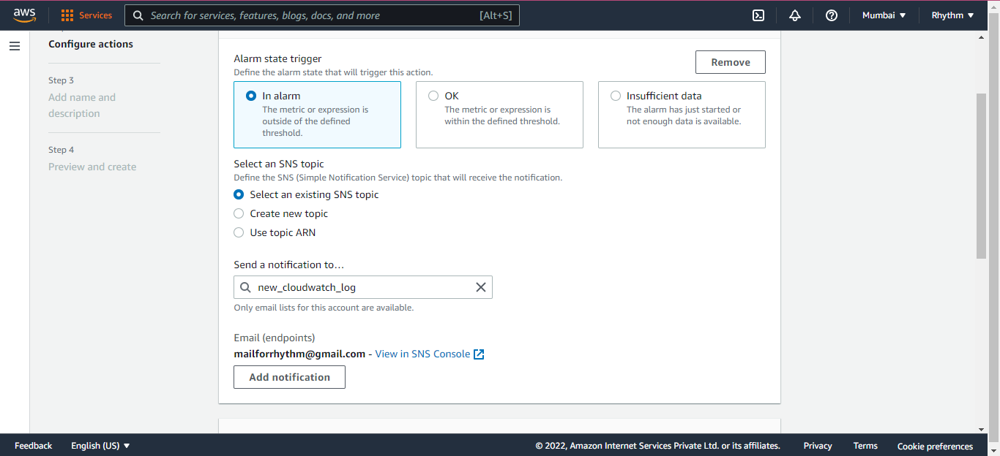 aws
Services
Search for services, features, blogs, docs, and more
[Alt+S]
Mumbai
Rhythm
Configure actions
Step 3
Add name and
description
Step 4
Preview and create
Alarm state trigger
Define the alarm state that will trigger this action.
Remove
In alarm
The metric or expression is
outside of the defined
threshold.
OK
The metric or expression is
within the defined threshold.
Insufficient data
The alarm has just started or
not enough data is available.
Select an SNS topic
Define the SNS (Simple Notification Service) topic that will receive the notification.
Select an existing SNS topic
Create new topic
Use topic ARN
Send a notification to…
new_cloudwatch_log
Only email lists for this account are available.
Email (endpoints)
mailforrhythm@gmail.com - View in SNS Console
Add notification
Feedback
English (US)
© 2022, Amazon Internet Services Private Ltd. or its affiliates.
Privacy
Terms
Cookie preferences